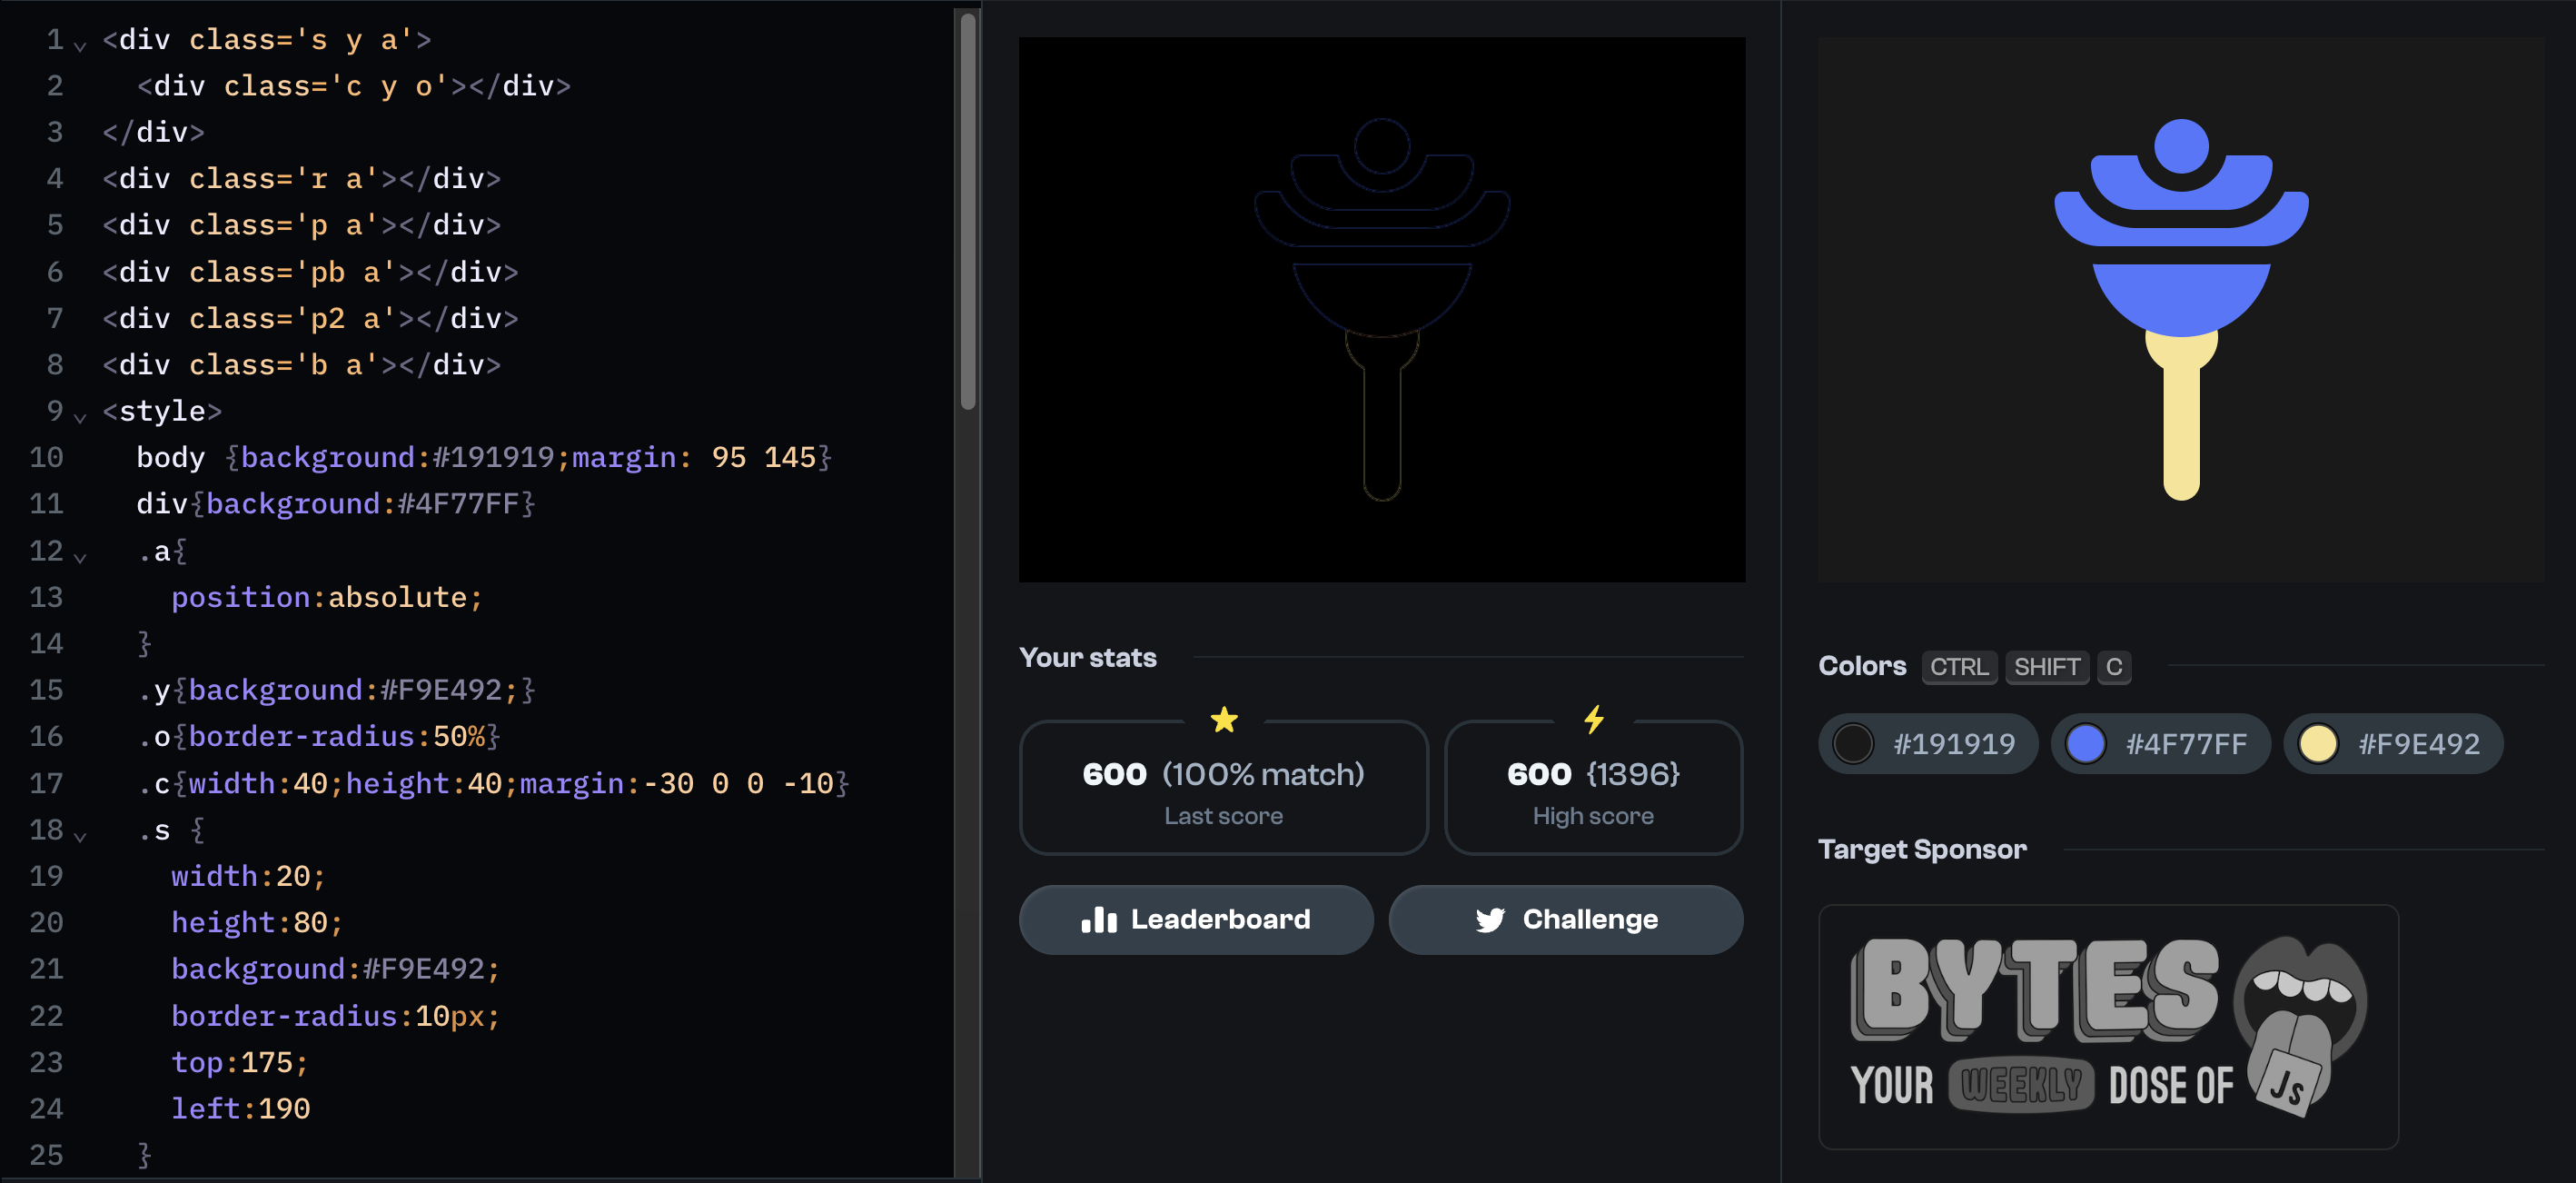 1 <div class='s y a'>
2   <div class='c y o'></div>
3 </div>
4 <div class='r a'></div>
5 <div class='p a'></div>
6 <div class='pb a'></div>
7 <div class='p2 a'></div>
8 <div class='b a'></div>
9 <style>
10   body {background:#191919;margin: 95 145}
11   div{background:#4F77FF}
12   .a{
13     position:absolute;
14   }
15   .y{background:#F9E492;}
16   .o{border-radius:50%}
17   .c{width:40;height:40;margin:-30 0 0 -10}
18   .s {
19     width:20;
20     height:80;
21     background:#F9E492;
22     border-radius:10px;
23     top:175;
24     left:190
25   }
Your stats
600 (100% match)
Last score
600 {1396}
High score
Leaderboard
Challenge
Colors CTRL SHIFT C
#191919
#4F77FF
#F9E492
Target Sponsor
BYTES
YOUR WEEKLY DOSE OF JS